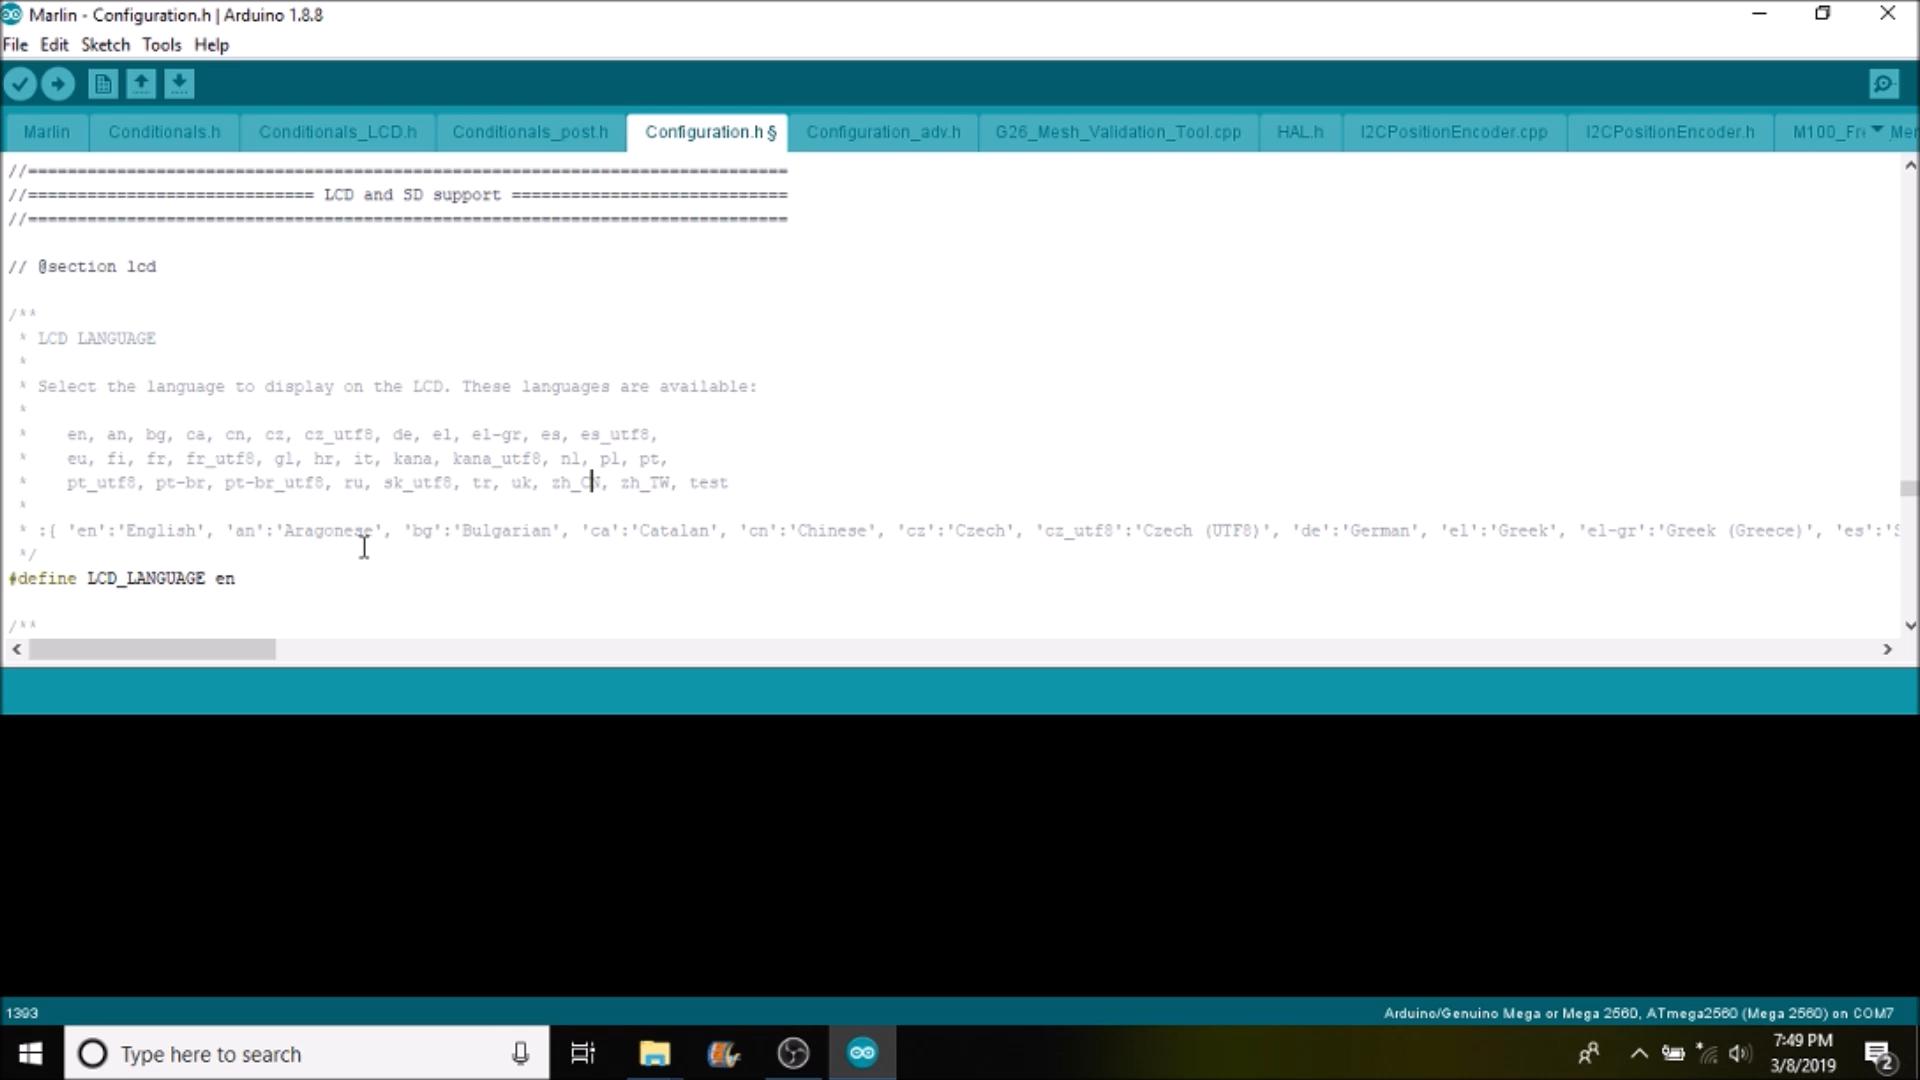 Marlin - Configuration.h | Arduino 1.8.8
File Edit Sketch Tools Help
Marlin Conditionals.h Conditionals_LCD.h Conditionals_post.h Configuration.h § Configuration_adv.h G26_Mesh_Validation_Tool.cpp HAL.h I2CPositionEncoder.cpp I2CPositionEncoder.h M100_Fr Mer
//=============================================================================
//============================= LCD and SD support ============================
//=============================================================================
// @section lcd
/**
* LCD LANGUAGE
*
* Select the language to display on the LCD. These languages are available:
*
* en, an, bg, ca, cn, cz, cz_utf8, de, el, el-gr, es, es_utf8,
* eu, fi, fr, fr_utf8, gl, hr, it, kana, kana_utf8, nl, pl, pt,
* pt_utf8, pt-br, pt-br_utf8, ru, sk_utf8, tr, uk, zh_CN, zh_TW, test
*
* :{ 'en':'English', 'an':'Aragonese', 'bg':'Bulgarian', 'ca':'Catalan', 'cn':'Chinese', 'cz':'Czech', 'cz_utf8':'Czech (UTF8)', 'de':'German', 'el':'Greek', 'el-gr':'Greek (Greece)', 'es':'S
*/
#define LCD_LANGUAGE en
/**
1393
Arduino/Genuino Mega or Mega 2560, ATmega2560 (Mega 2560) on COM7
Type here to search
7:49 PM
3/8/2019
2